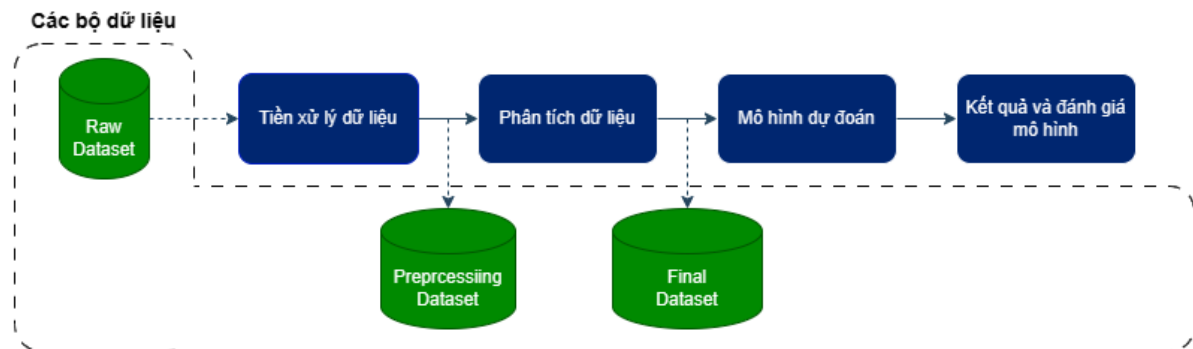 Các bộ dữ liệu
Raw
Dataset
Tiền xử lý dữ liệu
Phân tích dữ liệu
Mô hình dự đoán
Kết quả và đánh giá
mô hình
Preprcessiing
Dataset
Final
Dataset